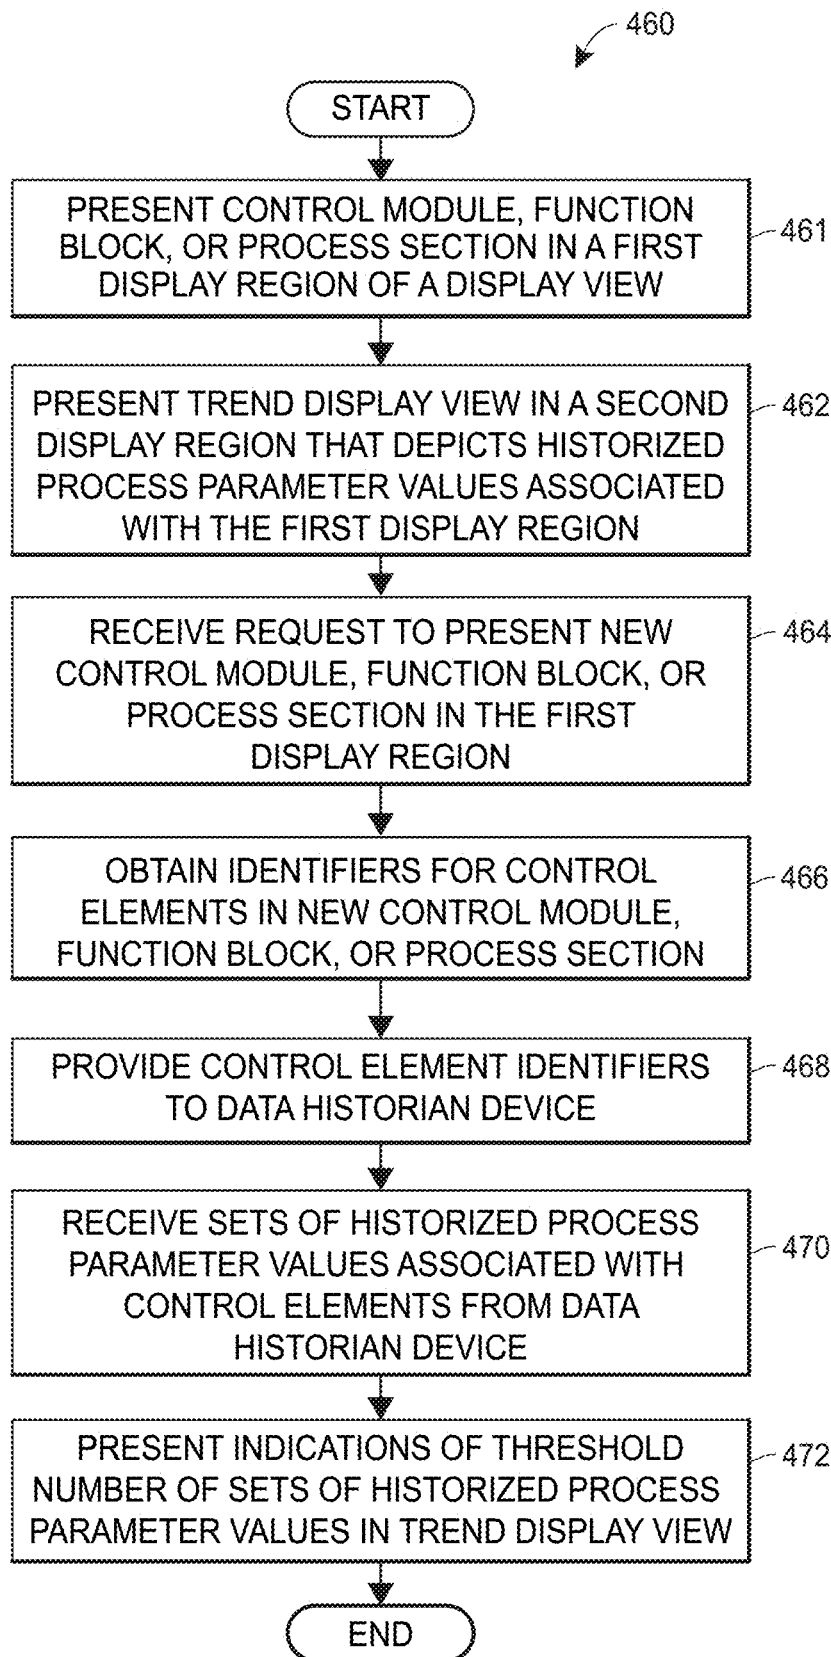 460
START
PRESENT CONTROL MODULE, FUNCTION
BLOCK, OR PROCESS SECTION IN A FIRST
DISPLAY REGION OF A DISPLAY VIEW
461
PRESENT TREND DISPLAY VIEW IN A SECOND
DISPLAY REGION THAT DEPICTS HISTORIZED
PROCESS PARAMETER VALUES ASSOCIATED
WITH THE FIRST DISPLAY REGION
462
RECEIVE REQUEST TO PRESENT NEW
CONTROL MODULE, FUNCTION BLOCK, OR
PROCESS SECTION IN THE FIRST
DISPLAY REGION
464
OBTAIN IDENTIFIERS FOR CONTROL
ELEMENTS IN NEW CONTROL MODULE,
FUNCTION BLOCK, OR PROCESS SECTION
466
PROVIDE CONTROL ELEMENT IDENTIFIERS
TO DATA HISTORIAN DEVICE
468
RECEIVE SETS OF HISTORIZED PROCESS
PARAMETER VALUES ASSOCIATED WITH
CONTROL ELEMENTS FROM DATA
HISTORIAN DEVICE
470
PRESENT INDICATIONS OF THRESHOLD
NUMBER OF SETS OF HISTORIZED PROCESS
PARAMETER VALUES IN TREND DISPLAY VIEW
472
END